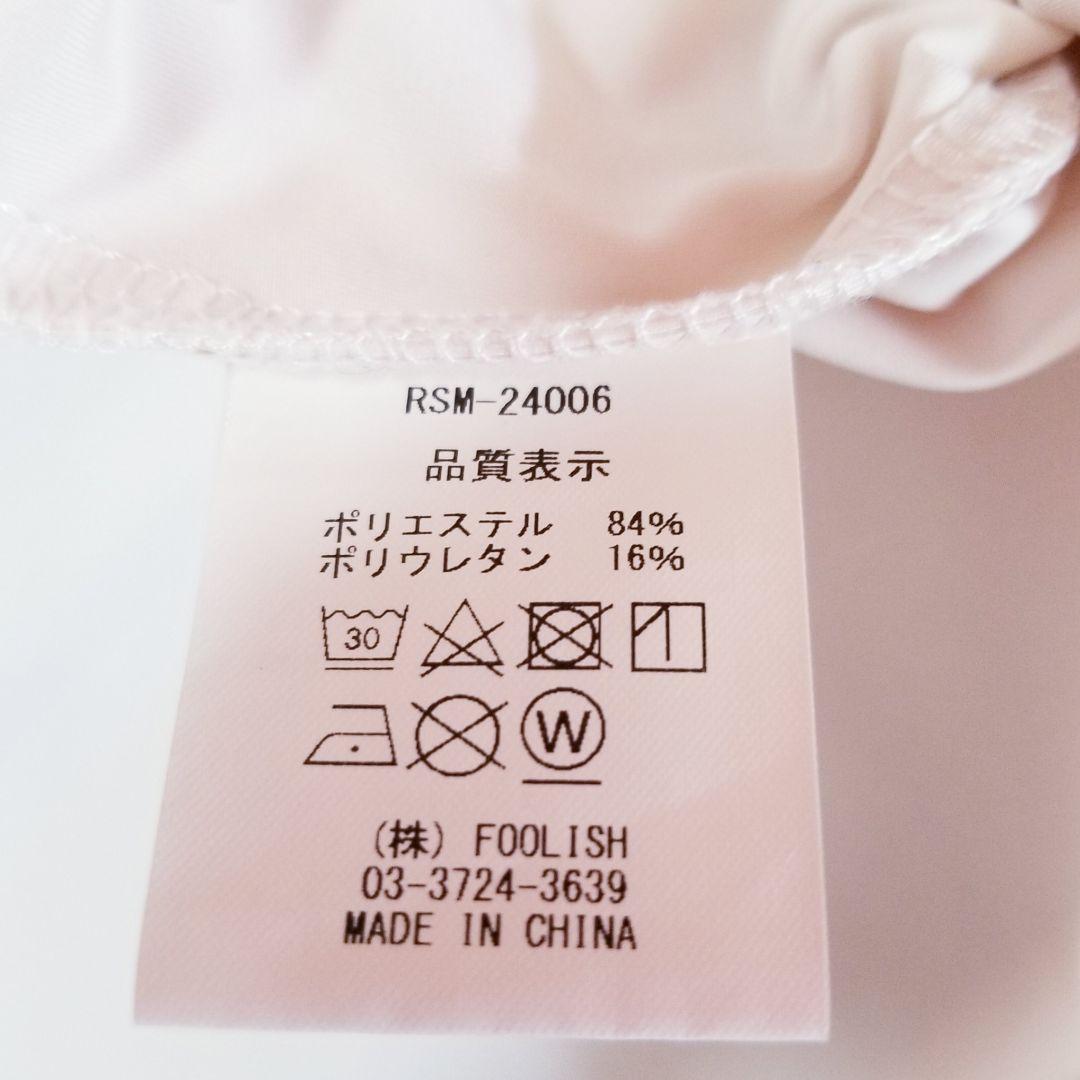 RSM-24006
品質表示
ポリエステル 84%
ポリウレタン 16%
30
W
(株) FOOLISH
03-3724-3639
MADE IN CHINA